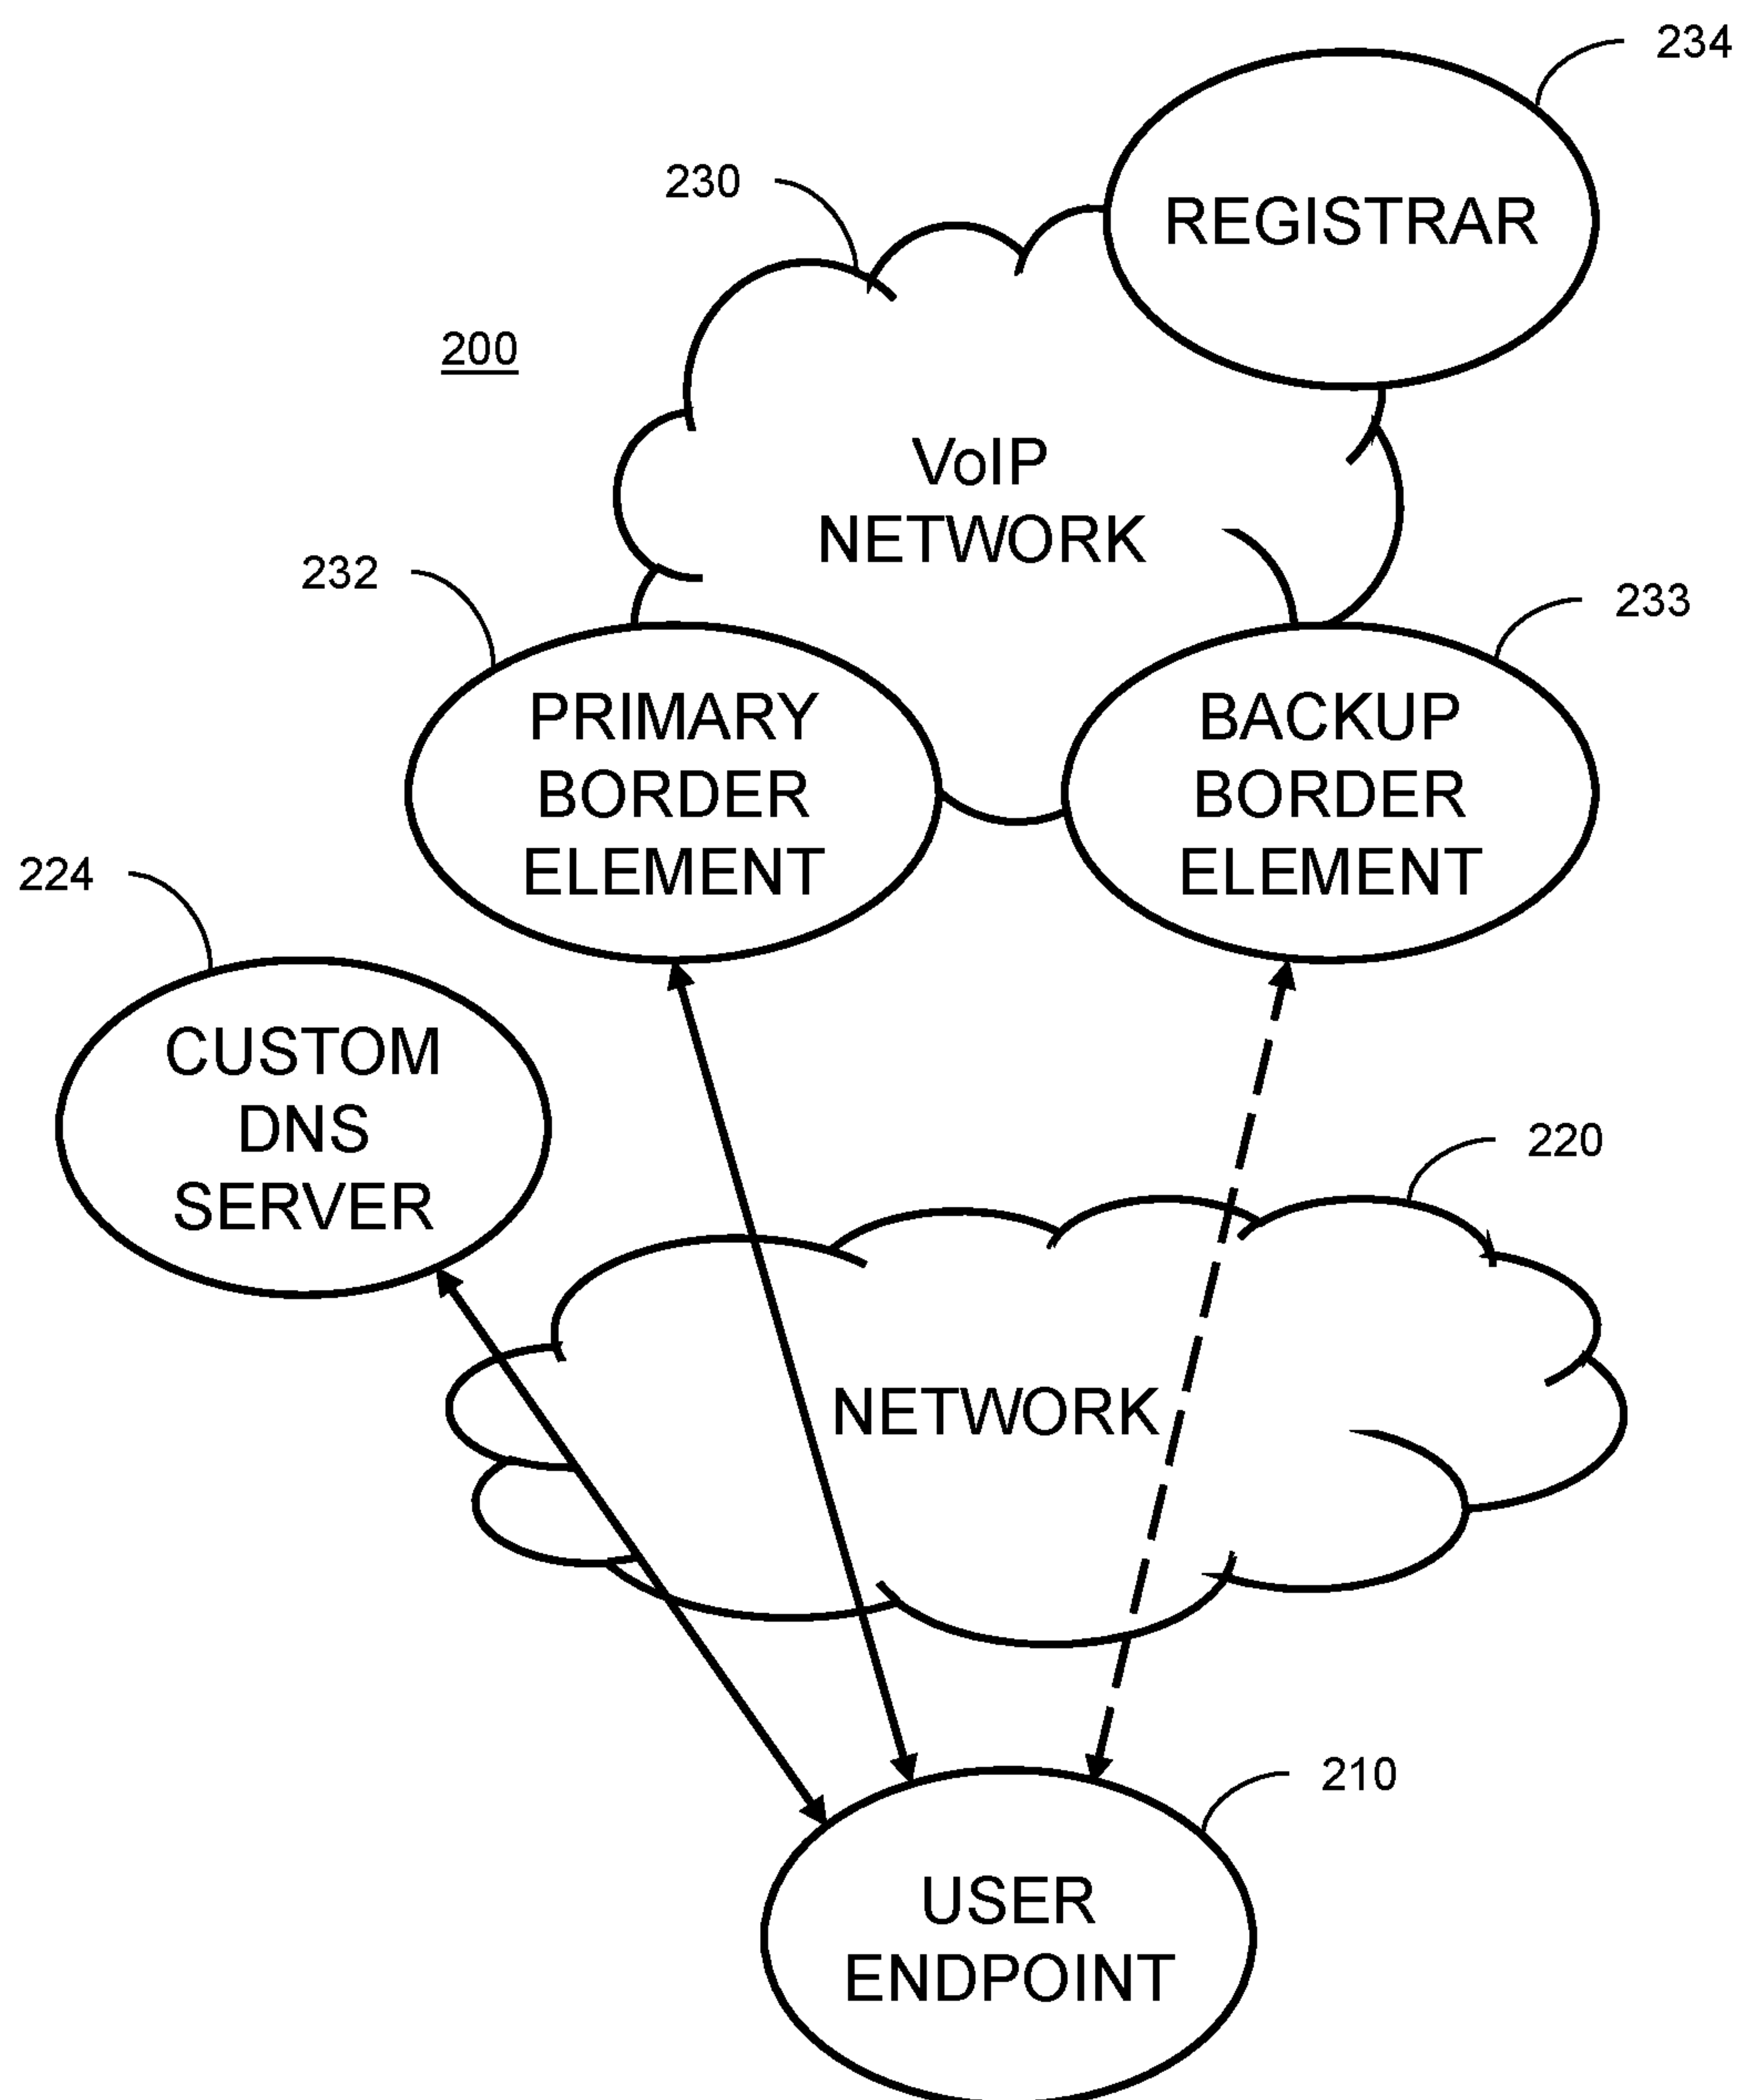 234
230
REGISTRAR
200
VoIP
NETWORK
232
233
PRIMARY
BORDER
ELEMENT
BACKUP
BORDER
ELEMENT
224
CUSTOM
DNS
SERVER
220
NETWORK
210
USER
ENDPOINT